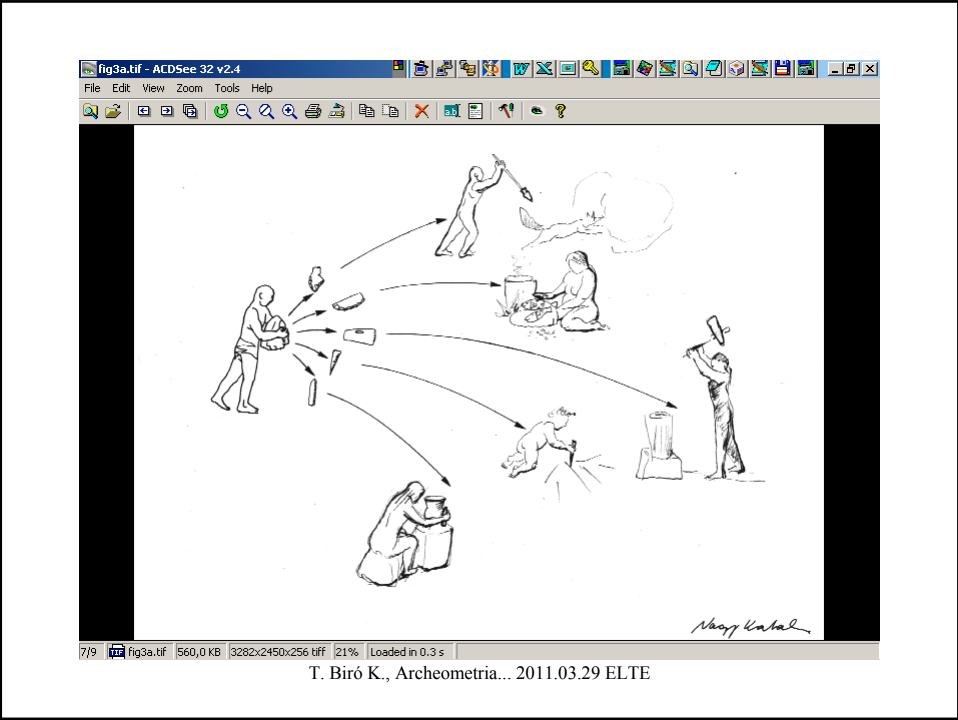 fig3a.tif - ACDSee 32 v2.4
File Edit View Zoom Tools Help
7/9 TIF fig3a.tif 560,0 KB 3282x2450x256 tiff 21% Loaded in 0.3 s
T. Biró K., Archeometria... 2011.03.29 ELTE